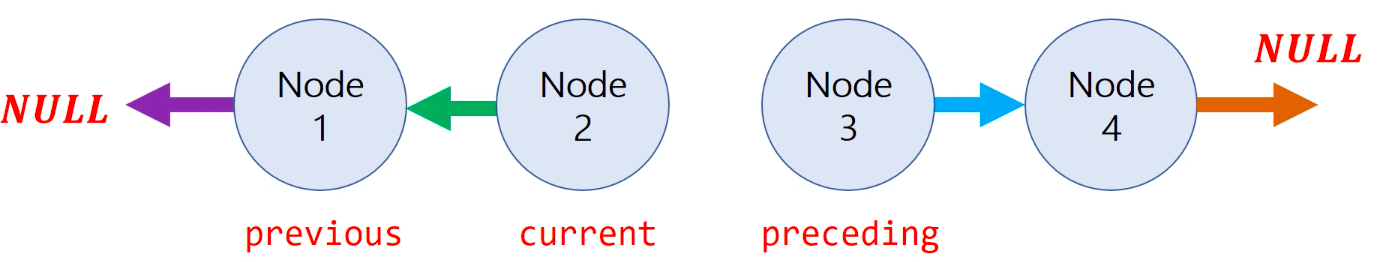 NULL
Node
1
Node
2
Node
3
Node
4
NULL
previous
current
preceding